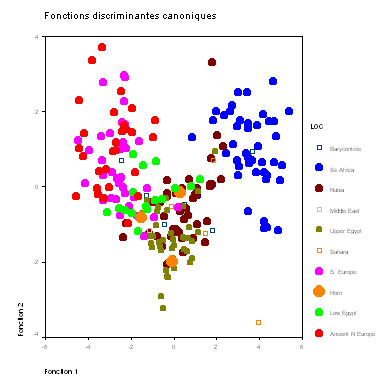 Fonctions discriminantes canoniques
4
2
0
-2
-4
-6
-4
-2
0
2
4
6
Fonction 2
Fonction 1
LOC
Barycentres
Ss Africa
Nubia
Middle East
Upper Egypt
Sahara
S. Europe
Horn
Low Egypt
Ancient N Europe